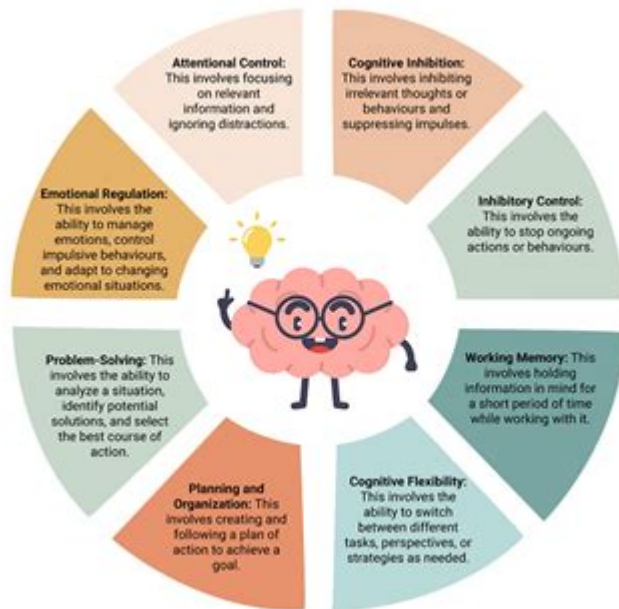 Attentional Control:
This involves focusing
on relevant
information and
ignoring distractions.
Cognitive Inhibition:
This involves inhibiting
irrelevant thoughts or
behaviours and
suppressing impulses.
Inhibitory Control:
This involves the
ability to stop ongoing
actions or behaviours.
Working Memory: This
involves holding
information in mind for
a short period of time
while working with it.
Cognitive Flexibility:
This involves the
ability to switch
between different
tasks, perspectives, or
strategies as needed.
Planning and
Organization: This
involves creating and
following a plan of
action to achieve a
goal.
Problem-Solving: This
involves the ability to
analyze a situation,
identify potential
solutions, and select
the best course of
action.
Emotional Regulation:
This involves the
ability to manage
emotions, control
impulsive behaviours,
and adapt to changing
emotional situations.